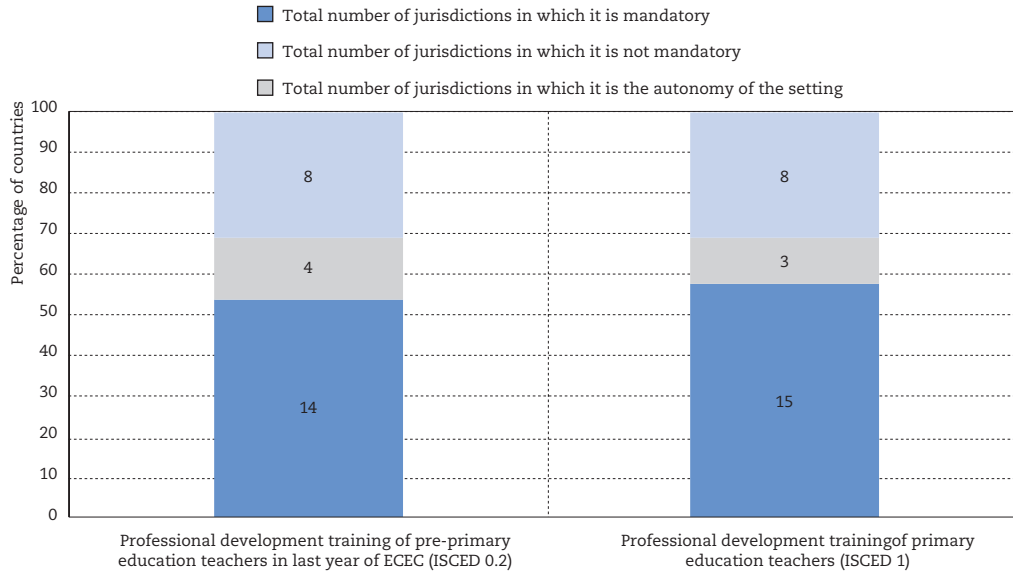 Total number of jurisdictions in which it is mandatory
Total number of jurisdictions in which it is not mandatory
Total number of jurisdictions in which it is the autonomy of the setting
Percentage of countries
100
90
80
70
60
50
40
30
20
10
0
8
4
14
8
3
15
Professional development training of pre-primary
education teachers in last year of ECEC (ISCED 0.2)
Professional development trainingof primary
education teachers (ISCED 1)